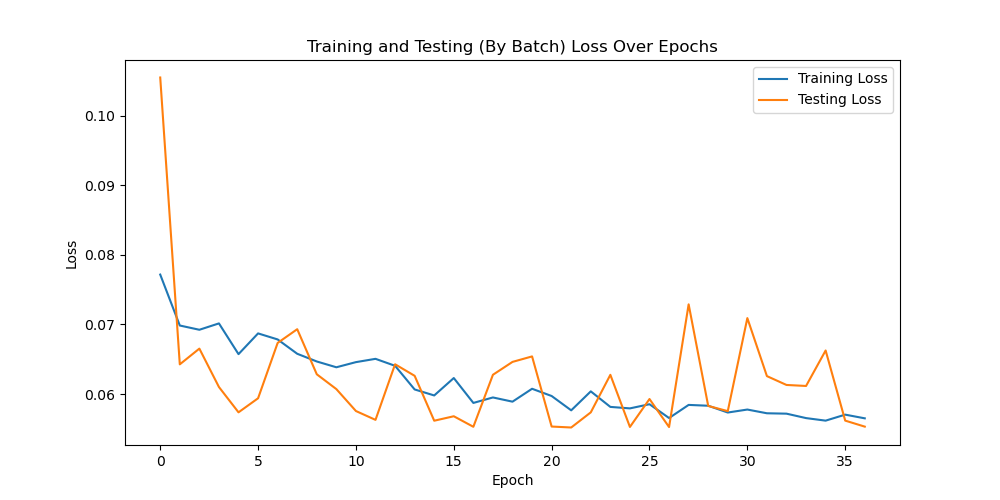 Training and Testing (By Batch) Loss Over Epochs
Training Loss
Testing Loss
0.10
0.09
0.08
0.07
0.06
Loss
0 5 10 15 20 25 30 35
Epoch